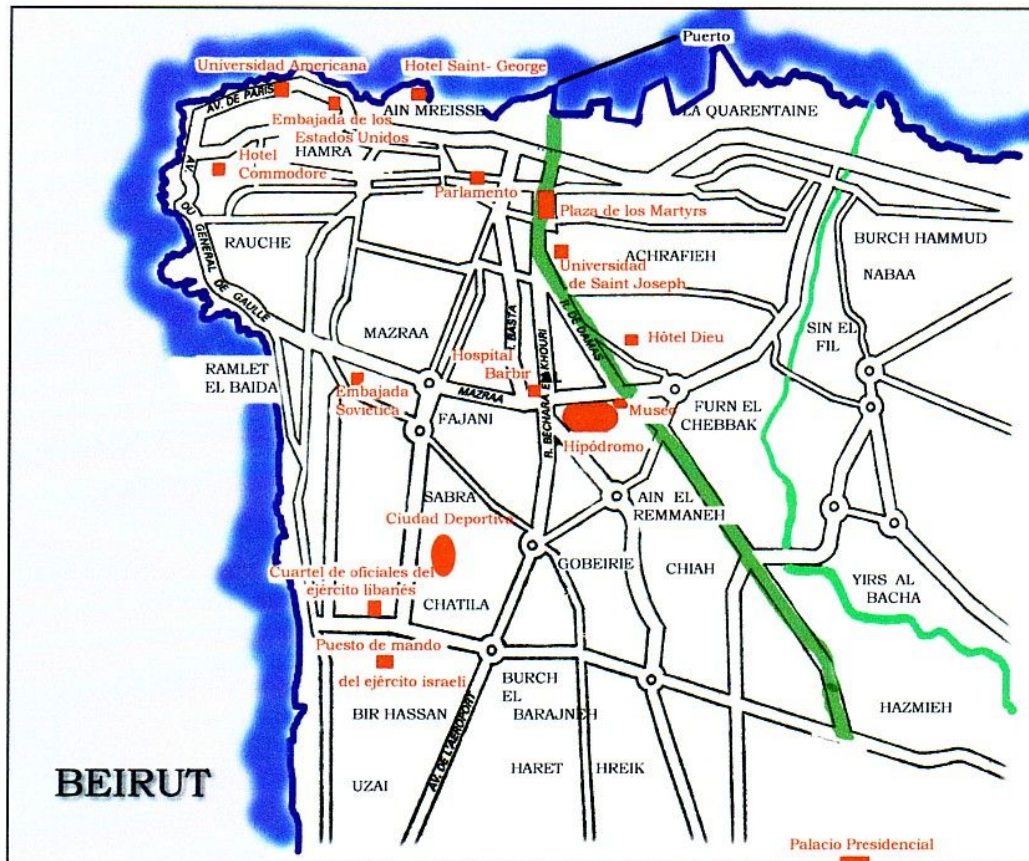 Puerto
Universidad Americana
Hotel Saint- George
AV. DE PARIS
AIN MREISSE
LA QUARENTAINE
Embajada de los
Estados Unidos
HAMRA
Hotel
Commodore
AV.
DU GENERAL DE GAULLE
Parlamento
Plaza de los Martyrs
RAUCHE
ACHRAFIEH
BURCH HAMMUD
Universidad
de Saint Joseph
NABAA
R. DE DAMAS
MAZRAA
I. BASTA
SIN EL
FIL
Hôtel Dieu
Hospital
Barbir
RAMLET
EL BAIDA
Embajada
Sovietica
MAZRAA
FAJANI
Museo
Hipódromo
FURN EL
CHEBBAK
SABRA
Ciudad Deportiva
AIN EL
REMMANEH
GOBEIRIE
CHIAH
Cuartel de oficiales del
ejército libanés
CHATILA
YIRS AL
BACHA
Puesto de mando
del ejército israeli
BURCH
EL
BARAJNEH
BIR HASSAN
HAZMIEH
AV. DE L'AEROPORT
BEIRUT
UZAI
HARET HREIK
Palacio Presidencial